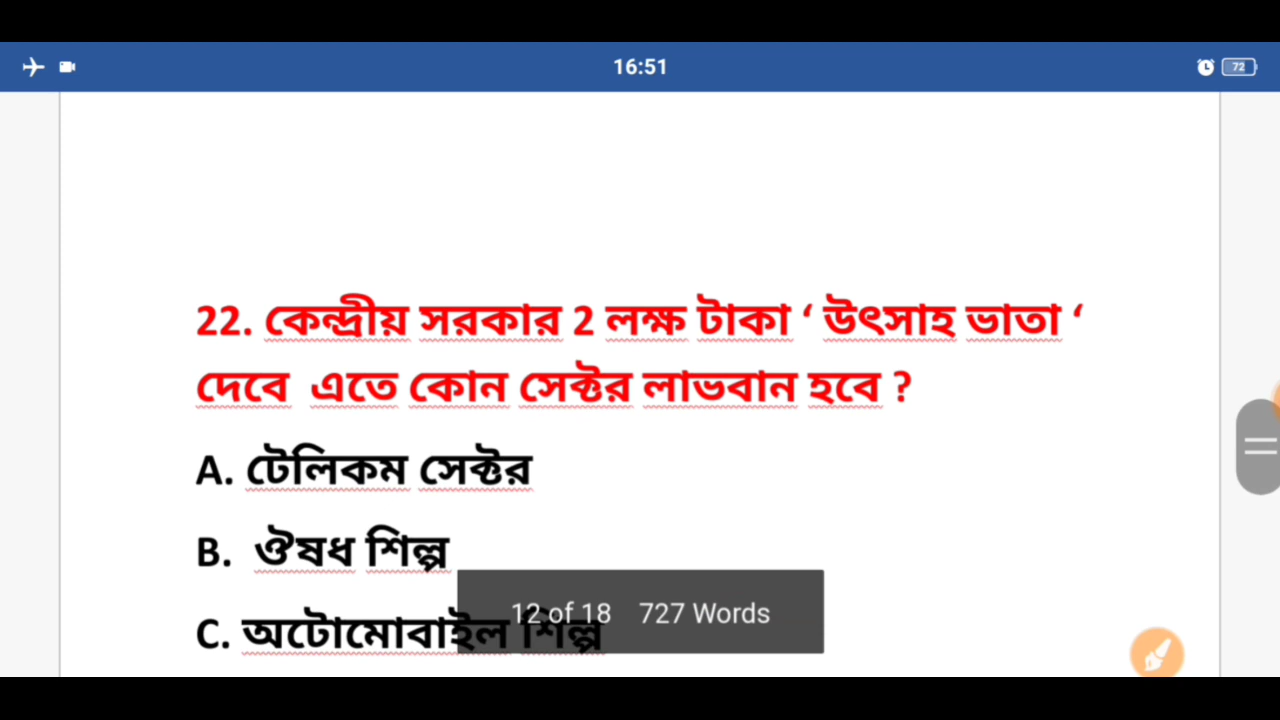 16:51
72
22. কেন্দ্রীয় সরকার 2 লক্ষ টাকা ‘ উৎসাহ ভাতা ‘
দেবে এতে কোন সেক্টর লাভবান হবে ?
A. টেলিকম সেক্টর
B. ঔষধ শিল্প
C. অটোমোবাইল শিল্প
12 of 18 727 Words